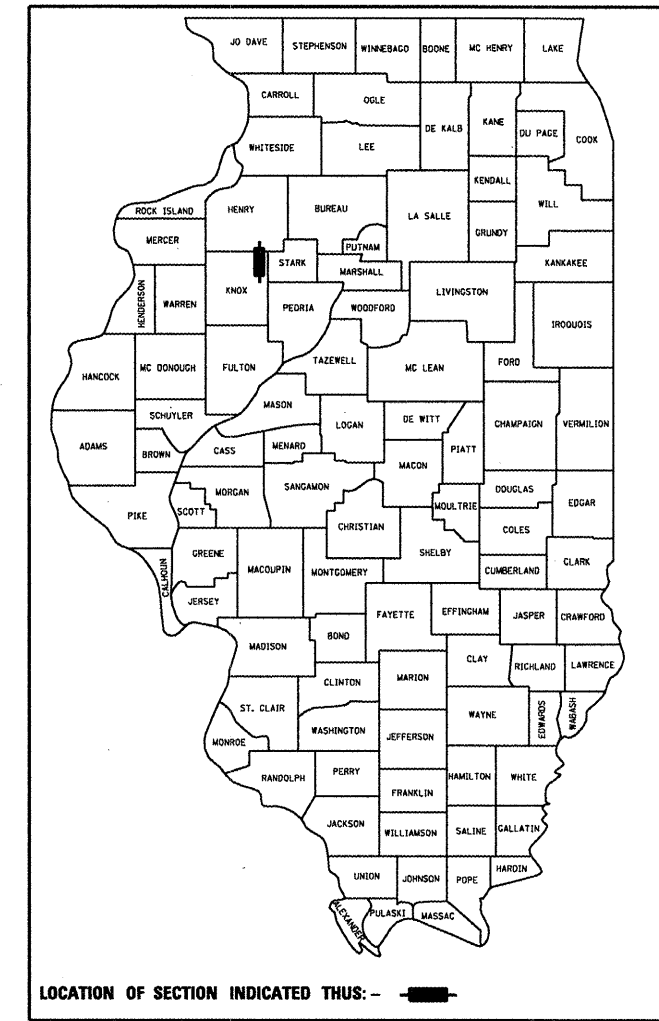 JO DAVE STEPHENSON WINNEBAGO BOONE MC HENRY LAKE
CARROLL OGLE DE KALB KANE DU PAGE COOK
WHITESIDE LEE
KENDALL WILL
ROCK ISLAND HENRY BUREAU LA SALLE GRUNDY
MERCER PUTNAM
KNOX STARK MARSHALL KANKAKEE
HENDERSON WARREN PEORIA WOODFORD LIVINGSTON
IROQUOIS
HANCOCK MC DONOUGH FULTON TAZEWELL MC LEAN FORD
SCHUYLER MASON LOGAN DE WITT CHAMPAIGN VERMILION
ADAMS BROWN CASS MENARD PIATT
MACON
PIKE SCOTT MORGAN SANGAMON MOULTRIE DOUGLAS EDGAR
CHRISTIAN COLES
GREENE SHELBY
CALHOUN MACOUPIN MONTGOMERY CUMBERLAND CLARK
JERSEY
FAYETTE EFFINGHAM JASPER CRAWFORD
MADISON BOND
CLAY RICHLAND LAWRENCE
CLINTON MARION
ST. CLAIR WAYNE EDWARDS WABASH
WASHINGTON JEFFERSON
MONROE
RANDOLPH PERRY HAMILTON WHITE
FRANKLIN
JACKSON WILLIAMSON SALINE GALLATIN
UNION JOHNSON POPE HARDIN
ALEXANDER PULASKI MASSAC
LOCATION OF SECTION INDICATED THUS: -